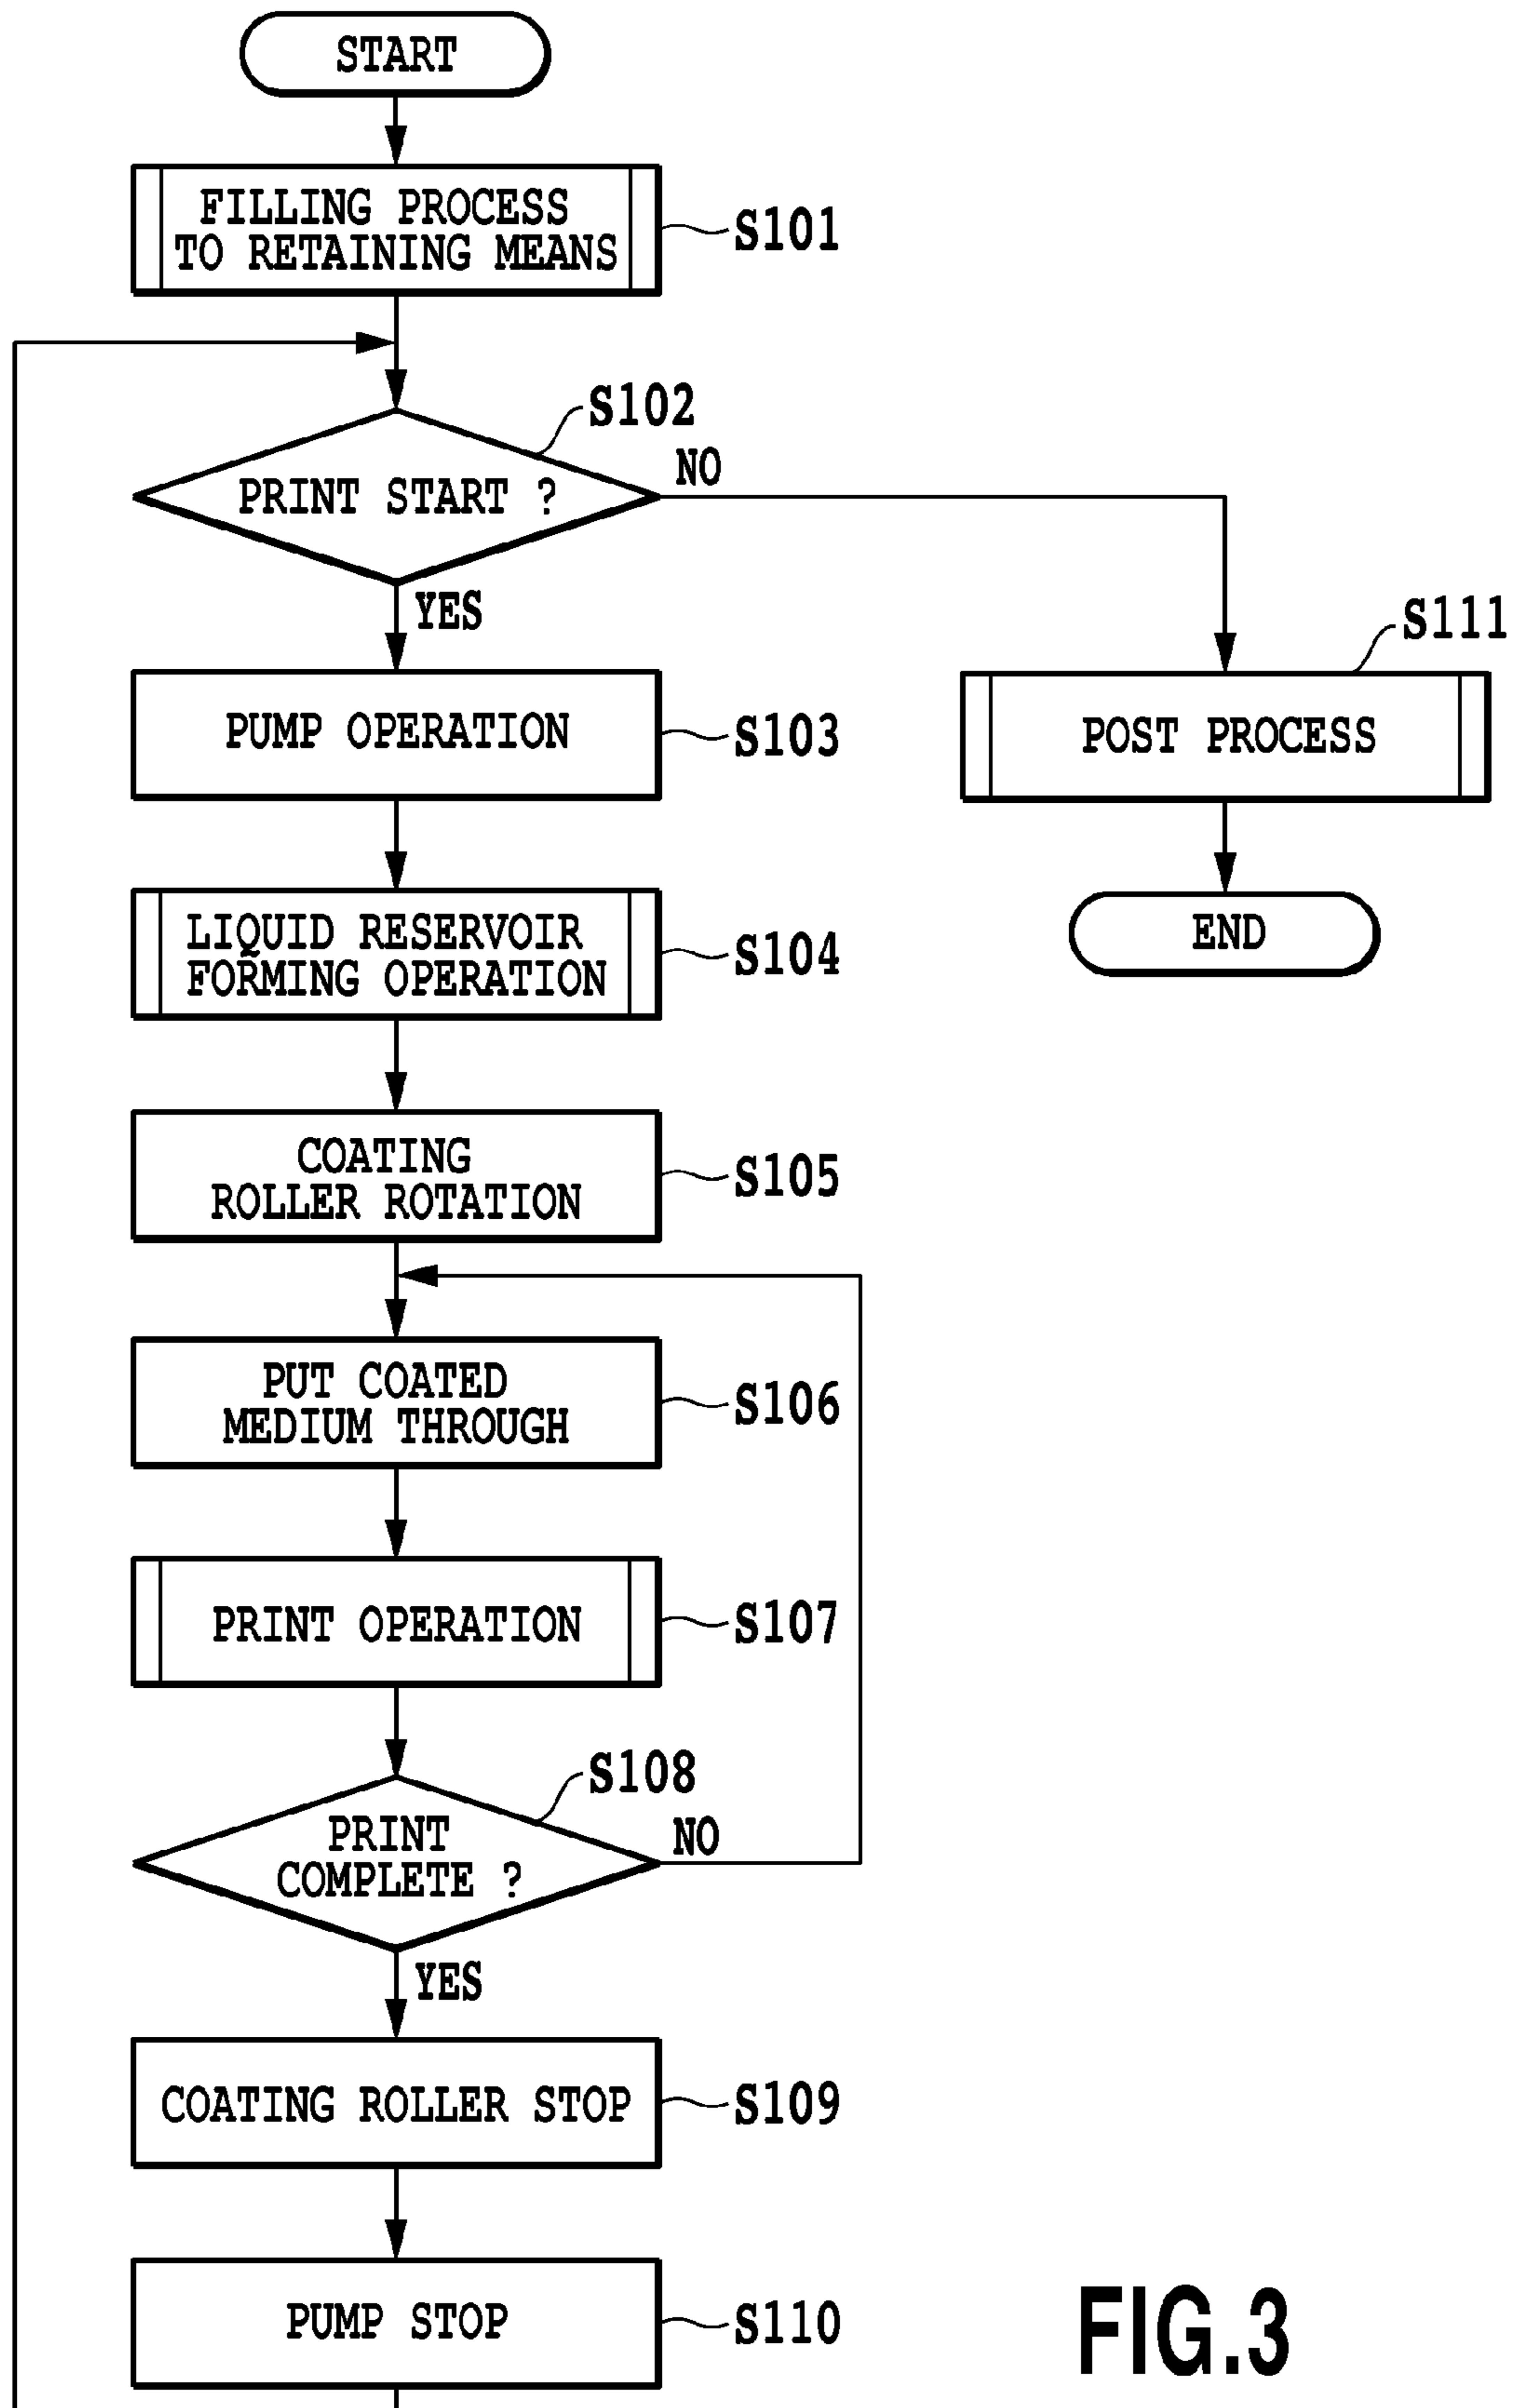 START
FILLING PROCESS
TO RETAINING MEANS
S101
S102
PRINT START ?
NO
YES
S111
PUMP OPERATION
S103
POST PROCESS
LIQUID RESERVOIR
FORMING OPERATION
S104
END
COATING
ROLLER ROTATION
S105
PUT COATED
MEDIUM THROUGH
S106
PRINT OPERATION
S107
S108
PRINT
COMPLETE ?
NO
YES
COATING ROLLER STOP
S109
PUMP STOP
S110
FIG.3